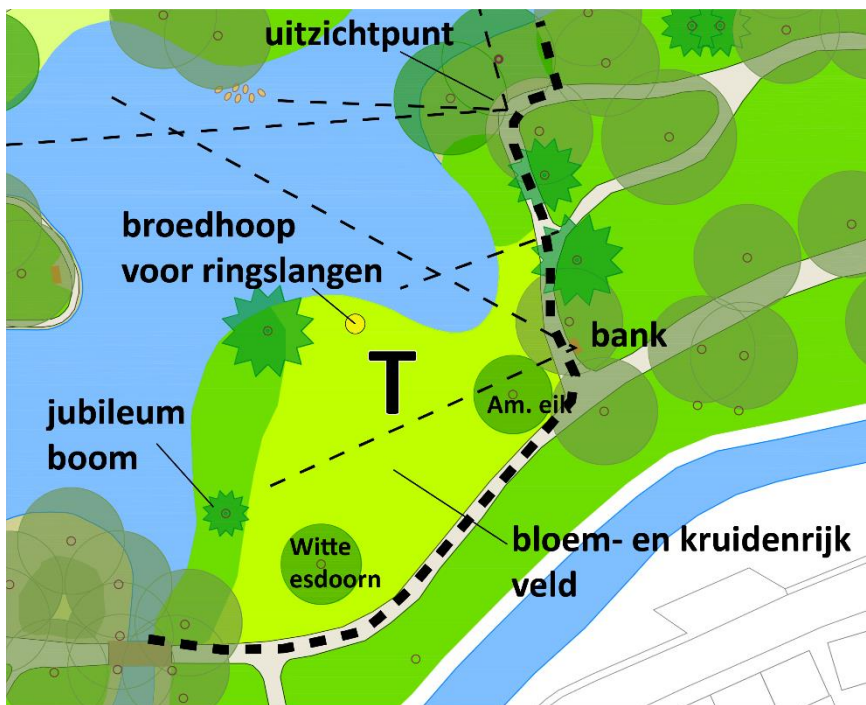 uitzichtpunt
broedhoop
voor ringslangen
T
bank
Am. eik
jubileum
boom
Witte
esdoorn
bloem- en kruidenrijk
veld